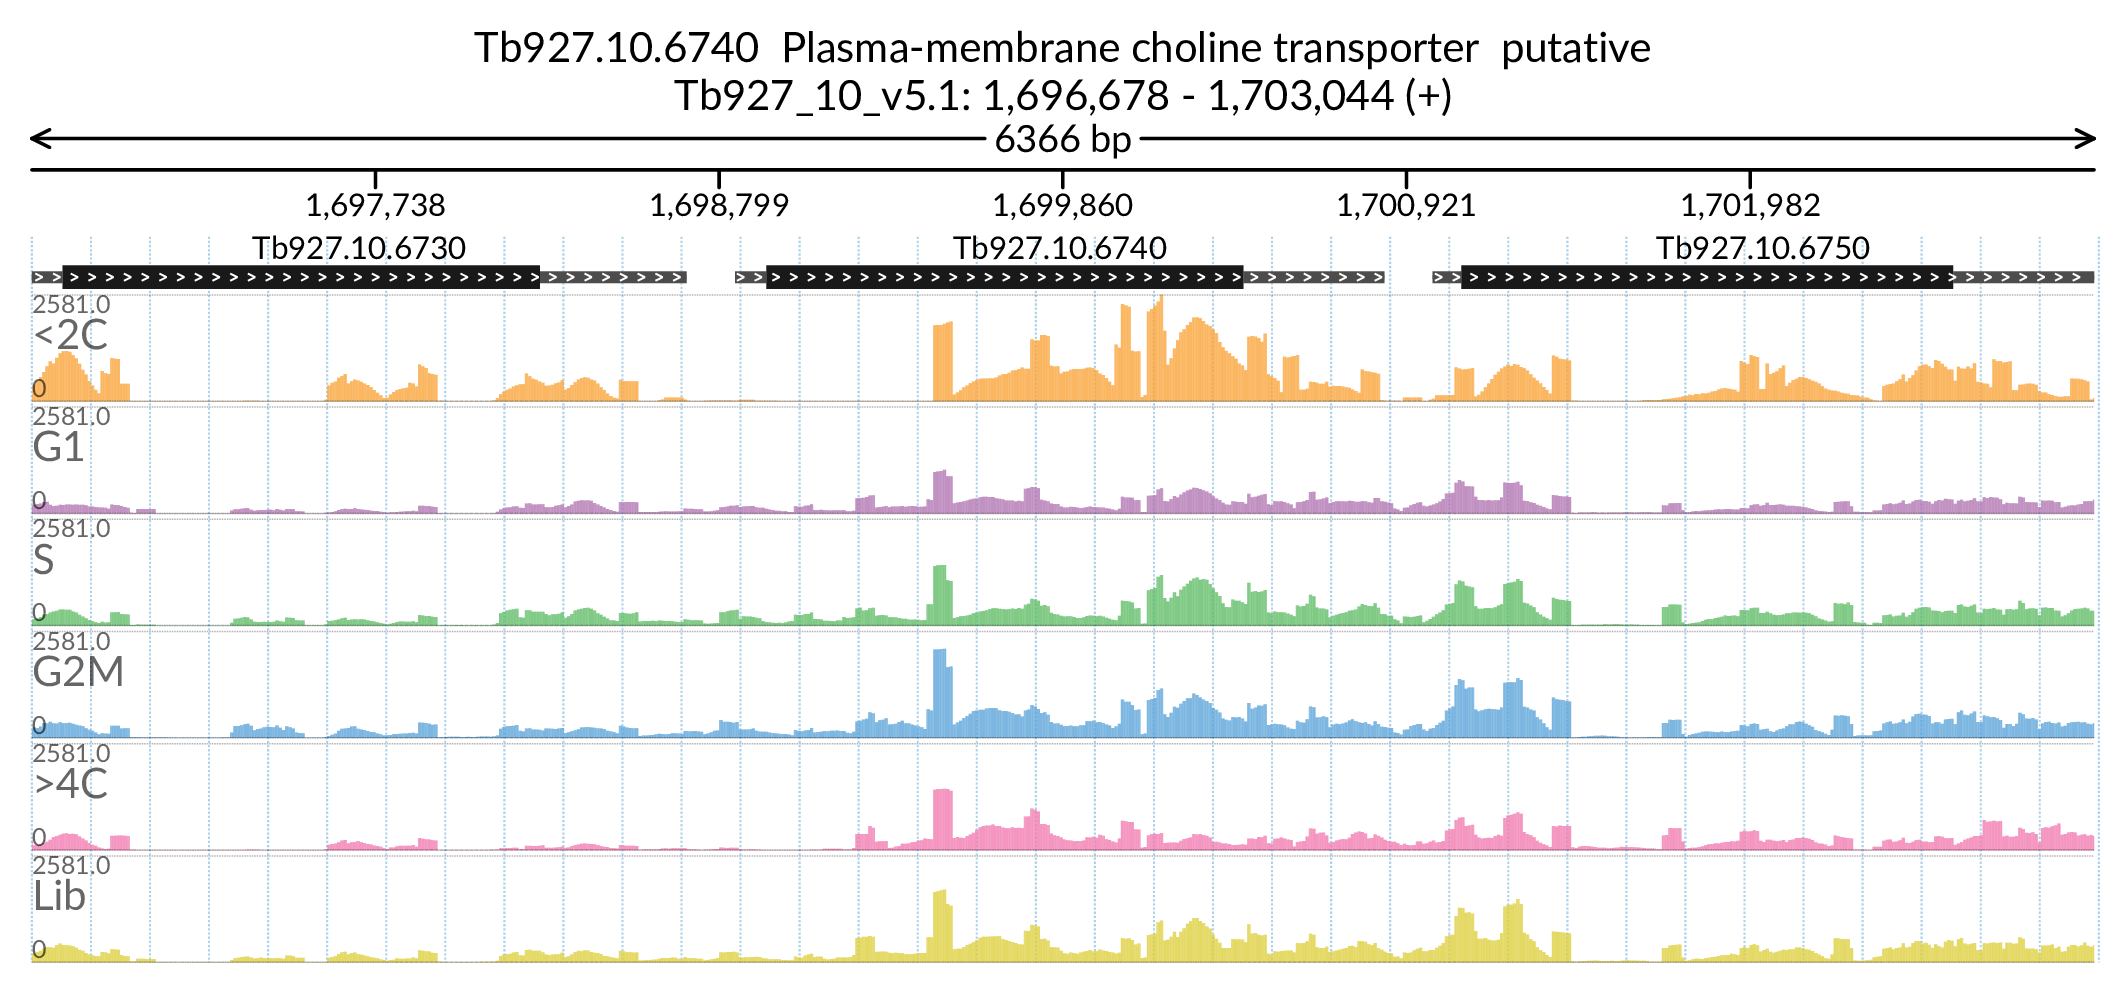 Tb927.10.6740  Plasma-membrane choline transporter  putative
Tb927_10_v5.1: 1,696,678 - 1,703,044 (+)
6366 bp
1,697,738 1,698,799 1,699,860 1,700,921 1,701,982
Tb927.10.6730 Tb927.10.6740 Tb927.10.6750
2581.0
<2C
0
2581.0
G1
0
2581.0
S
0
2581.0
G2M
0
2581.0
>4C
0
2581.0
Lib
0